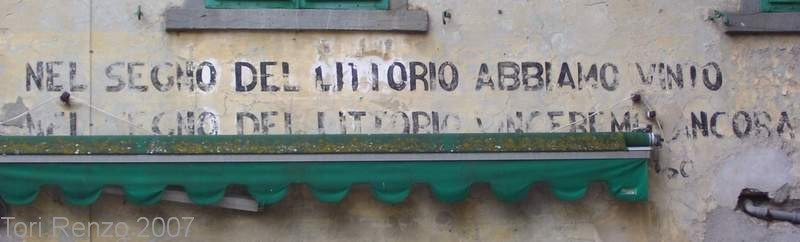 NEL SEGNO DEL LITTORIO ABBIAMO VINTO
NEL SEGNO DEL LITTORIO VINCEREMO ANCORA
Tori Renzo 2007